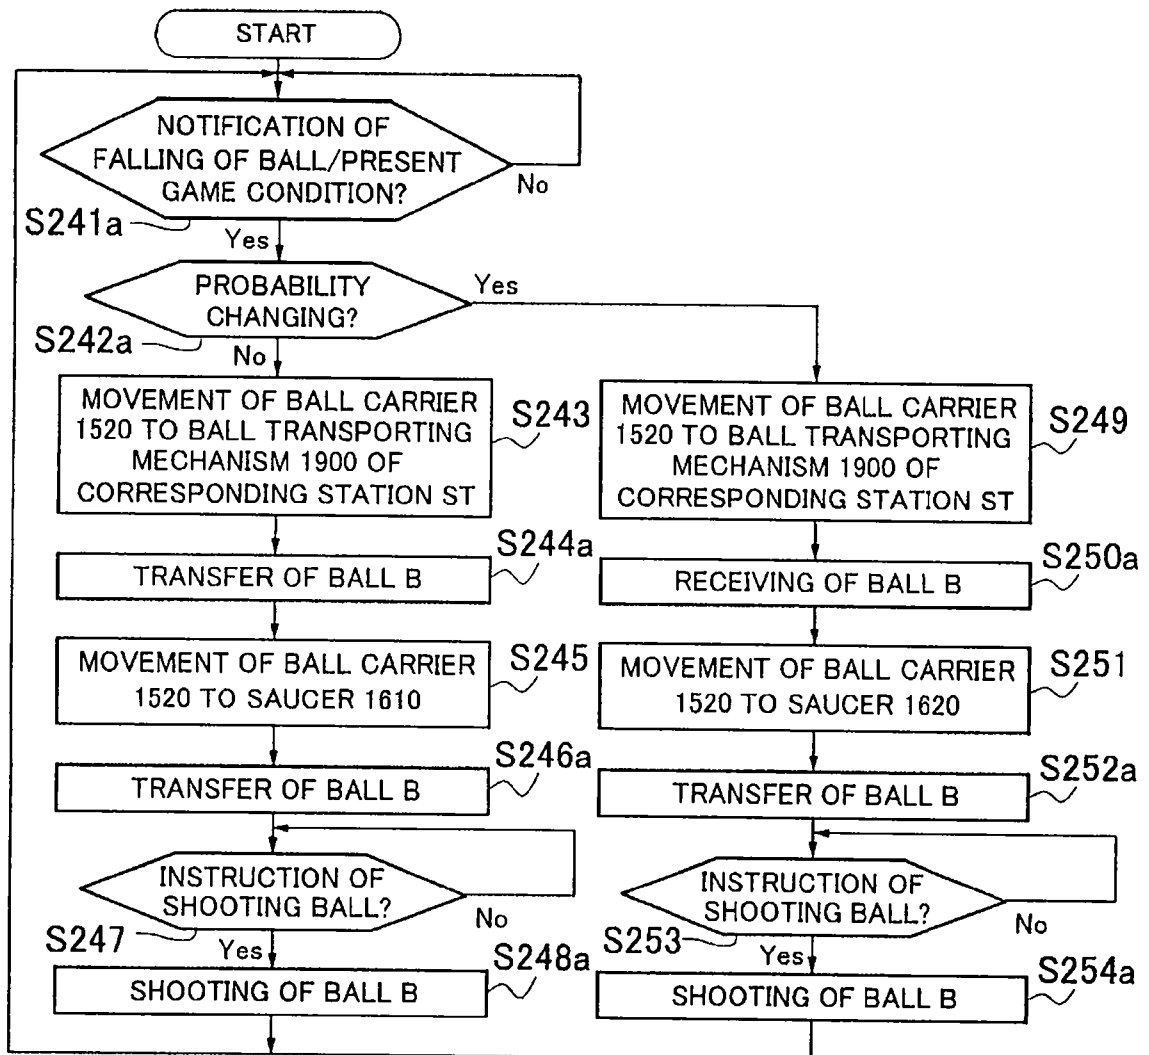 START
NOTIFICATION OF
FALLING OF BALL/PRESENT
GAME CONDITION?
No
S241a
Yes
PROBABILITY
CHANGING?
Yes
S242a
No
MOVEMENT OF BALL CARRIER
1520 TO BALL TRANSPORTING
MECHANISM 1900 OF
CORRESPONDING STATION ST
S243
S244a
TRANSFER OF BALL B
MOVEMENT OF BALL CARRIER
1520 TO SAUCER 1610
S245
S246a
TRANSFER OF BALL B
INSTRUCTION OF
SHOOTING BALL?
No
S247
Yes
S248a
SHOOTING OF BALL B
MOVEMENT OF BALL CARRIER
1520 TO BALL TRANSPORTING
MECHANISM 1900 OF
CORRESPONDING STATION ST
S249
S250a
RECEIVING OF BALL B
MOVEMENT OF BALL CARRIER
1520 TO SAUCER 1620
S251
S252a
TRANSFER OF BALL B
INSTRUCTION OF
SHOOTING BALL?
No
S253
Yes
S254a
SHOOTING OF BALL B